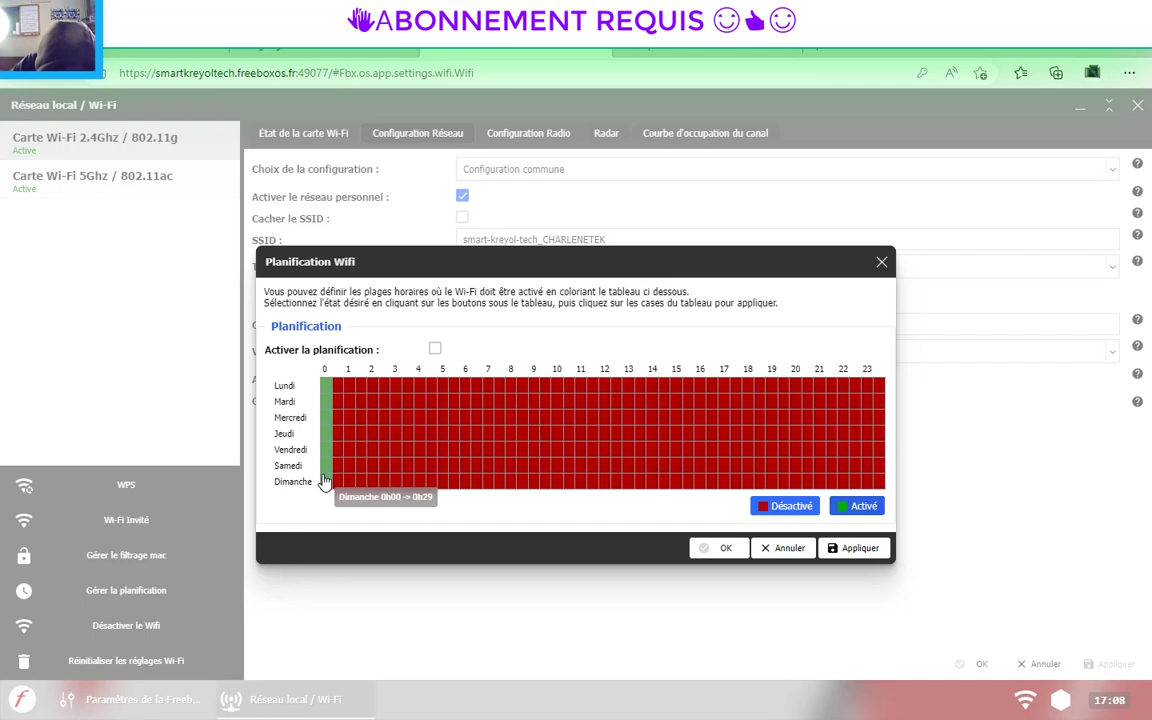 ABONNEMENT REQUIS
https://smartkreyoltech.freeboxos.fr:49077/#Fbx.os.app.settings.wifi.Wifi
Réseau local / Wi-Fi
Carte Wi-Fi 2.4Ghz / 802.11g
Active
Carte Wi-Fi 5Ghz / 802.11ac
Active
État de la carte Wi-Fi
Configuration Réseau
Configuration Radio
Radar
Courbe d'occupation du canal
Choix de la configuration :
Configuration commune
Activer le réseau personnel :
Cacher le SSID :
SSID :
smart-kreyol-tech_CHARLENETEK
Planification Wifi
Vous pouvez définir les plages horaires où le Wi-Fi doit être activé en coloriant le tableau ci dessous.
Sélectionnez l'état désiré en cliquant sur les boutons sous le tableau, puis cliquez sur les cases du tableau pour appliquer.
Planification
Activer la planification :
0 1 2 3 4 5 6 7 8 9 10 11 12 13 14 15 16 17 18 19 20 21 22 23
Lundi
Mardi
Mercredi
Jeudi
Vendredi
Samedi
Dimanche
Dimanche 0h00 -> 0h29
Désactivé
Activé
OK
Annuler
Appliquer
WPS
Wi-Fi Invité
Gérer le filtrage mac
Gérer la planification
Désactiver le Wifi
Réinitialiser les réglages Wi-Fi
OK
Annuler
Appliquer
Paramètres de la Freeb...
Réseau local / Wi-Fi
17:08